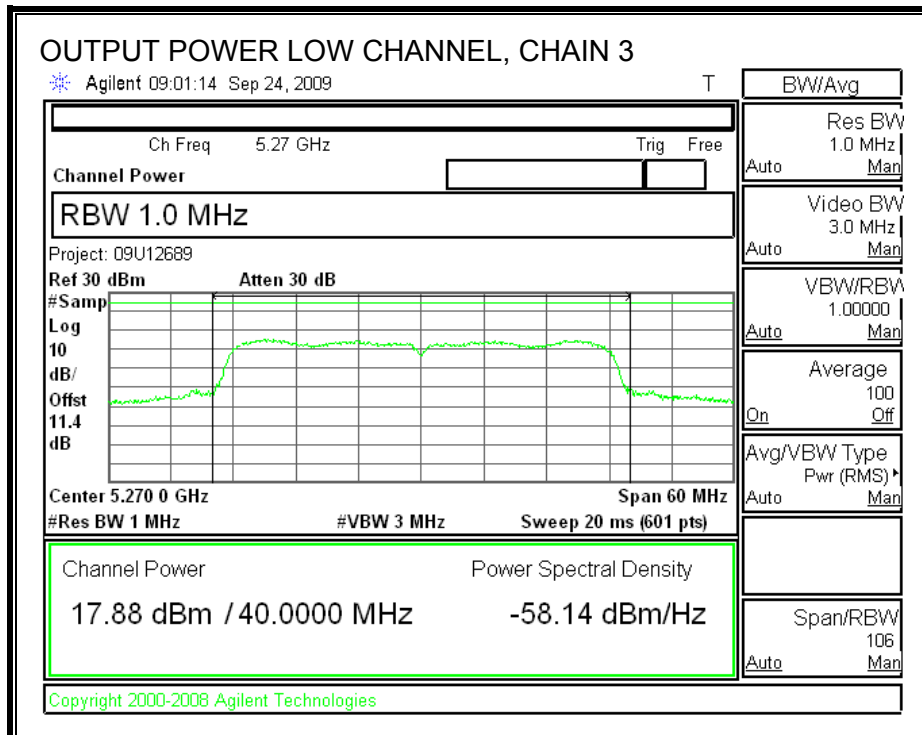 OUTPUT POWER LOW CHANNEL, CHAIN 3
Agilent 09:01:14 Sep 24, 2009 T
Ch Freq 5.27 GHz Trig Free
Channel Power
RBW 1.0 MHz
Project: 09U12689
Ref 30 dBm Atten 30 dB
#Samp
Log
10
dB/
Offst
11.4
dB
Center 5.270 0 GHz Span 60 MHz
#Res BW 1 MHz #VBW 3 MHz Sweep 20 ms (601 pts)
Channel Power Power Spectral Density
17.88 dBm / 40.0000 MHz -58.14 dBm/Hz
Copyright 2000-2008 Agilent Technologies
BW/Avg
Res BW
1.0 MHz
Auto Man
Video BW
3.0 MHz
Auto Man
VBW/RBW
1.00000
Auto Man
Average
100
On Off
Avg/VBW Type
Pwr (RMS)
Auto Man
Span/RBW
106
Auto Man